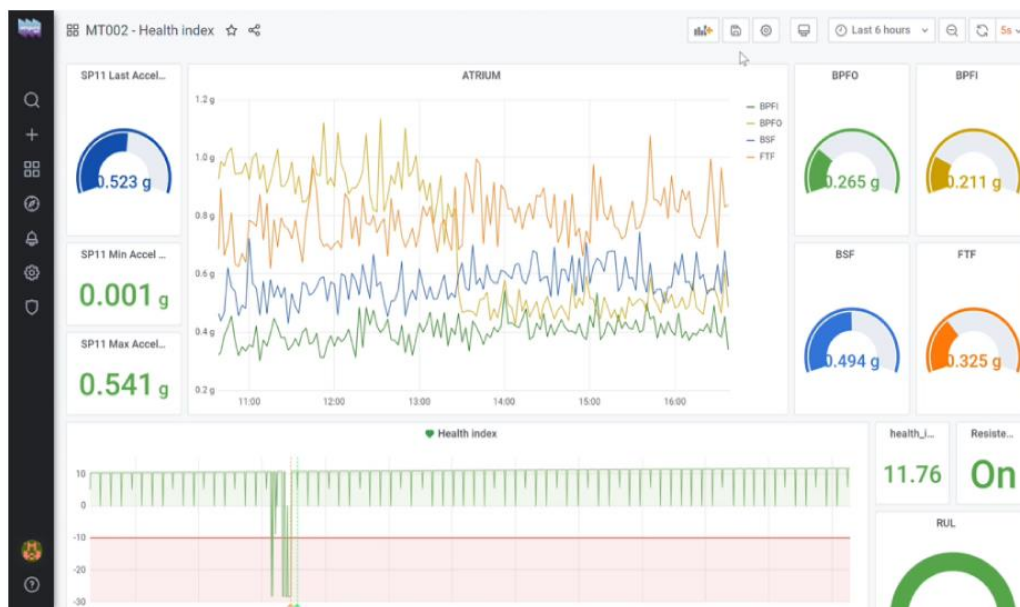 MT002 - Health index
Last 6 hours
5s
SP11 Last Accel...
0.523 g
SP11 Min Accel ...
0.001 g
SP11 Max Accel...
0.541 g
ATRIUM
1.2 g
1.0 g
0.8 g
0.6 g
0.4 g
0.2 g
11:00 12:00 13:00 14:00 15:00 16:00
BPFI
BPFO
BSF
FTF
BPFO
0.265 g
BPFI
0.211 g
BSF
0.494 g
FTF
0.325 g
Health index
10
0
-10
-20
-30
health_i...
11.76
Resiste...
On
RUL